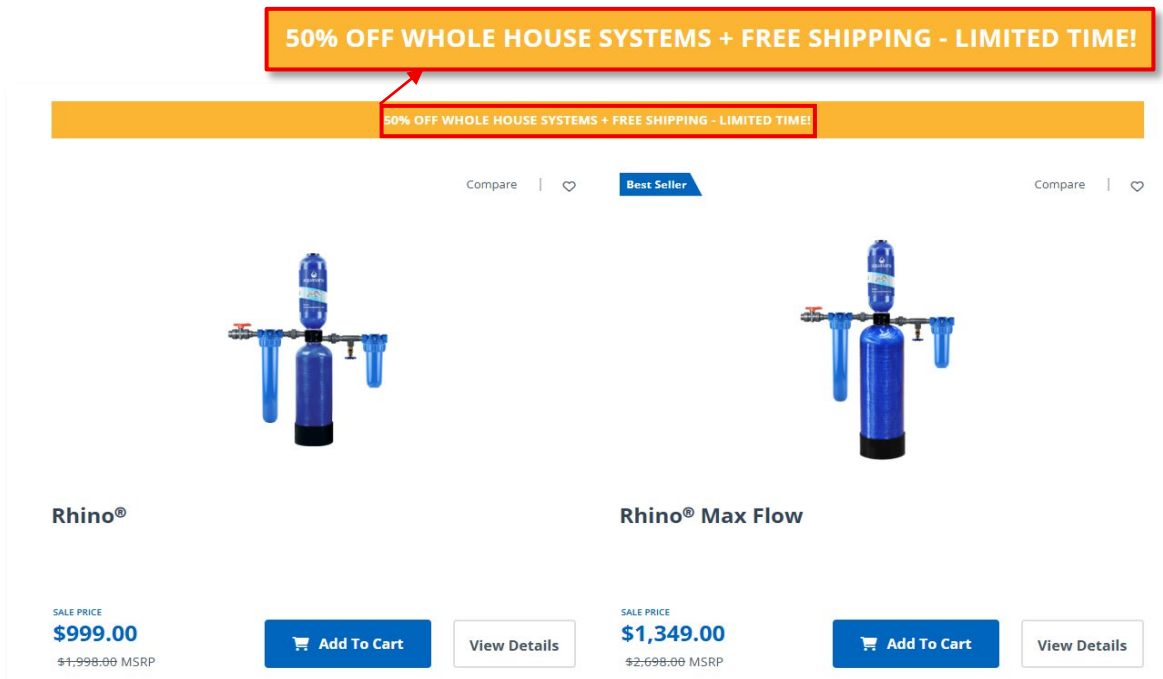 50% OFF WHOLE HOUSE SYSTEMS + FREE SHIPPING - LIMITED TIME!
50% OFF WHOLE HOUSE SYSTEMS + FREE SHIPPING - LIMITED TIME!
Compare |
Best Seller
Compare |
Rhino®
Rhino® Max Flow
SALE PRICE
$999.00
$1,998.00 MSRP
Add To Cart
View Details
SALE PRICE
$1,349.00
$2,698.00 MSRP
Add To Cart
View Details